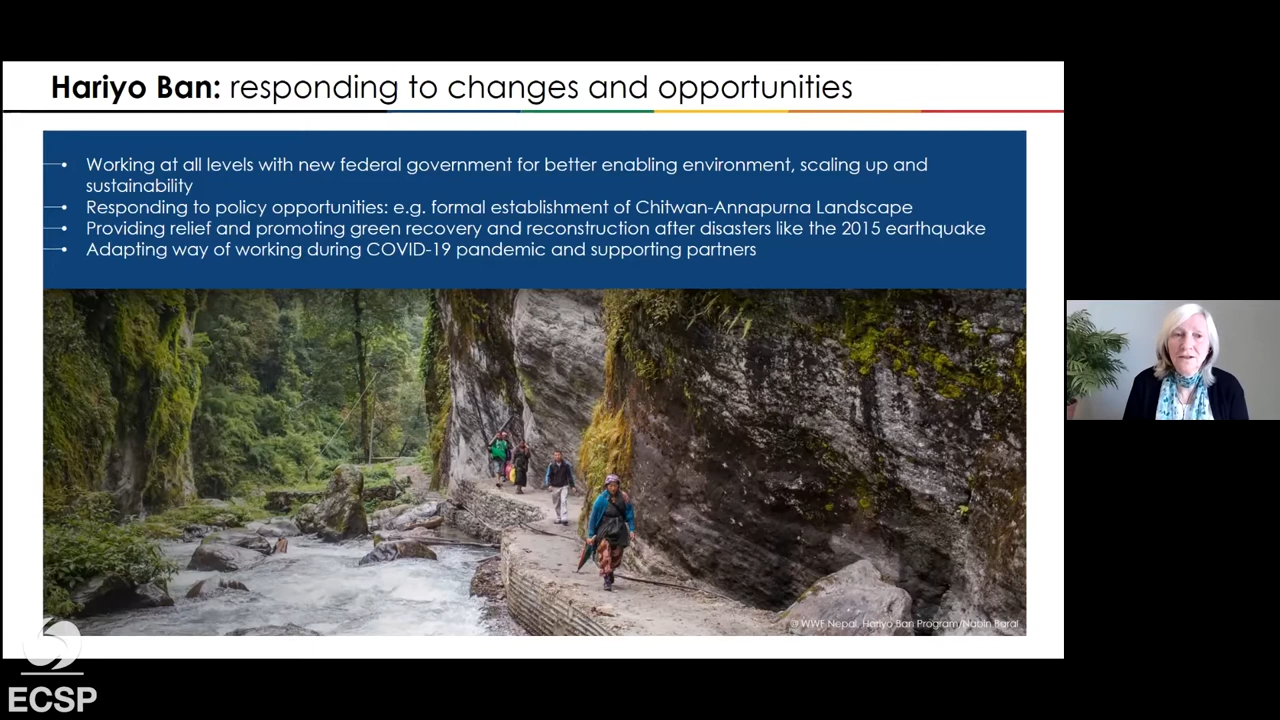 Hariyo Ban: responding to changes and opportunities
• Working at all levels with new federal government for better enabling environment, scaling up and
sustainability
• Responding to policy opportunities: e.g. formal establishment of Chitwan-Annapurna Landscape
• Providing relief and promoting green recovery and reconstruction after disasters like the 2015 earthquake
• Adapting way of working during COVID-19 pandemic and supporting partners
© WWF Nepal, Hariyo Ban Program/Nabin Baral
ECSP